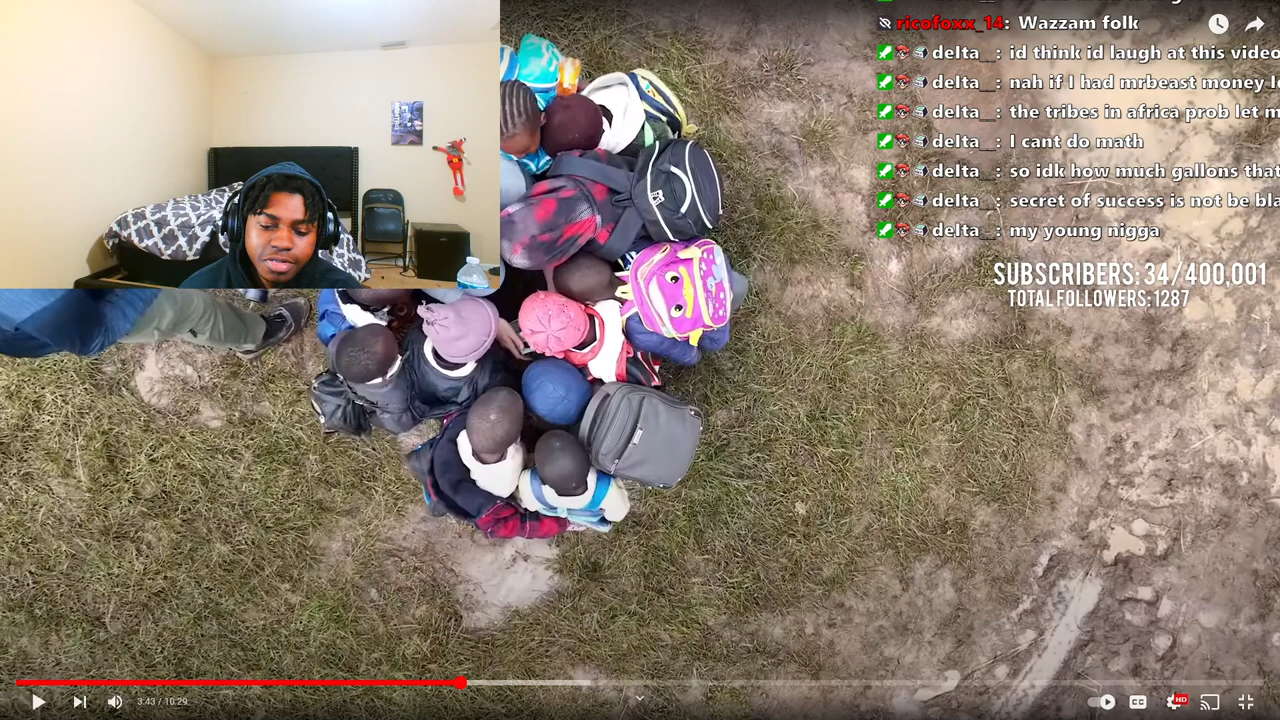 ricofoxx_14: Wazzam folk
delta__: id think id laugh at this video
delta__: nah if I had mrbeast money I
delta__: the tribes in africa prob let m
delta__: I cant do math
delta__: so idk how much gallons that
delta__: secret of success is not be bla
delta__: my young nigga
SUBSCRIBERS: 34/400,001
TOTAL FOLLOWERS: 1287
3:43 / 10:29
CC
HD